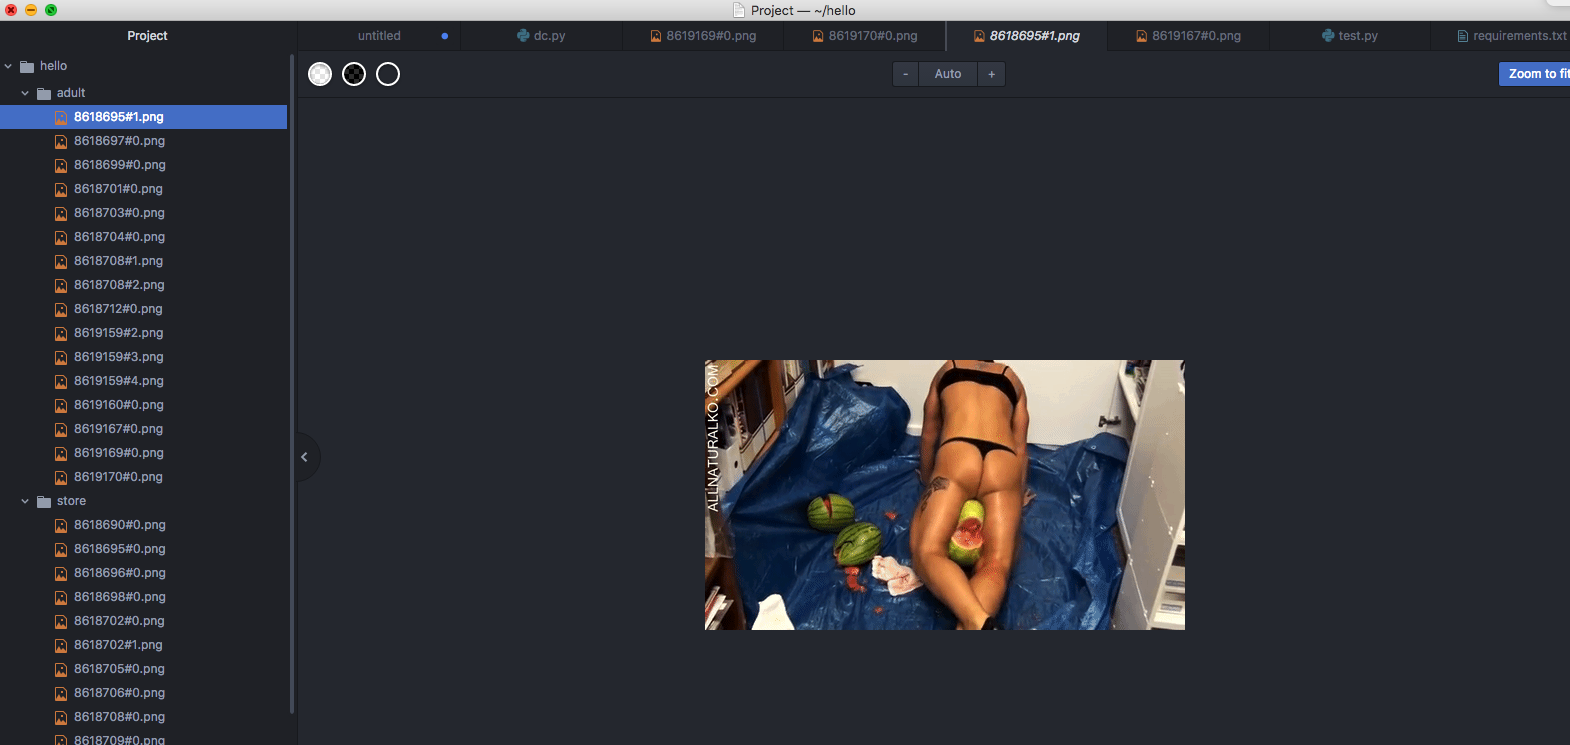 Project — ~/hello
Project
untitled
dc.py
8619169#0.png
8619170#0.png
8618695#1.png
8619167#0.png
test.py
requirements.txt
hello
adult
8618695#1.png
8618697#0.png
8618699#0.png
8618701#0.png
8618703#0.png
8618704#0.png
8618708#1.png
8618708#2.png
8618712#0.png
8619159#2.png
8619159#3.png
8619159#4.png
8619160#0.png
8619167#0.png
8619169#0.png
8619170#0.png
store
8618690#0.png
8618695#0.png
8618696#0.png
8618698#0.png
8618702#0.png
8618702#1.png
8618705#0.png
8618706#0.png
8618708#0.png
8618709#0.png
- Auto +
Zoom to fit
ALLNATURALKO.COM